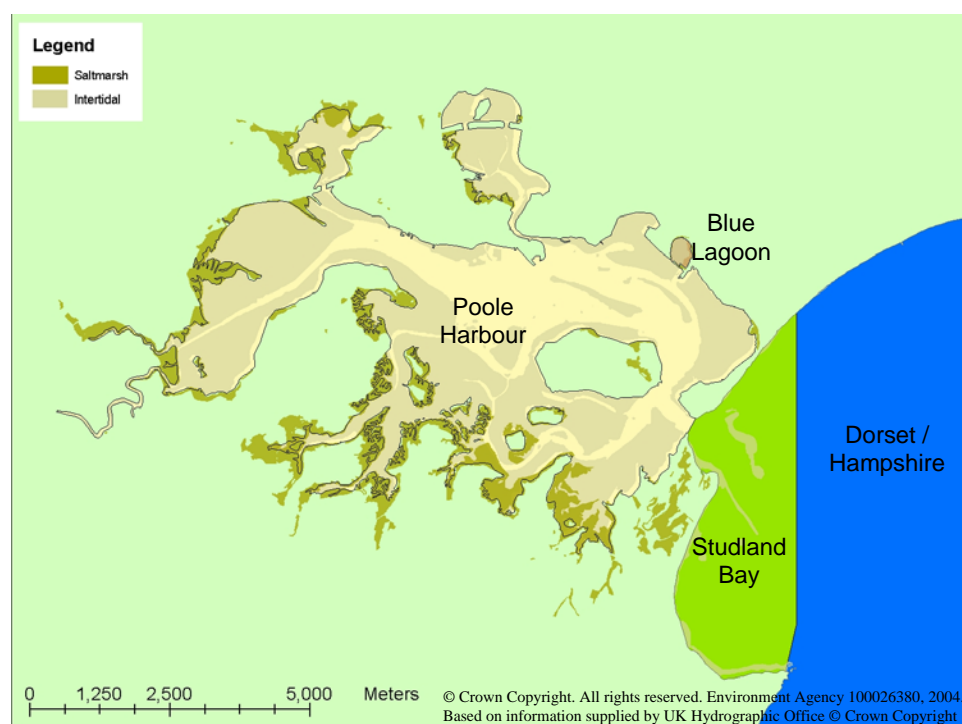 Legend
Saltmarsh
Intertidal
Blue
Lagoon
Poole
Harbour
Dorset /
Hampshire
Studland
Bay
0 1,250 2,500 5,000 Meters
© Crown Copyright. All rights reserved. Environment Agency 100026380, 2004
Based on information supplied by UK Hydrographic Office © Crown Copyright